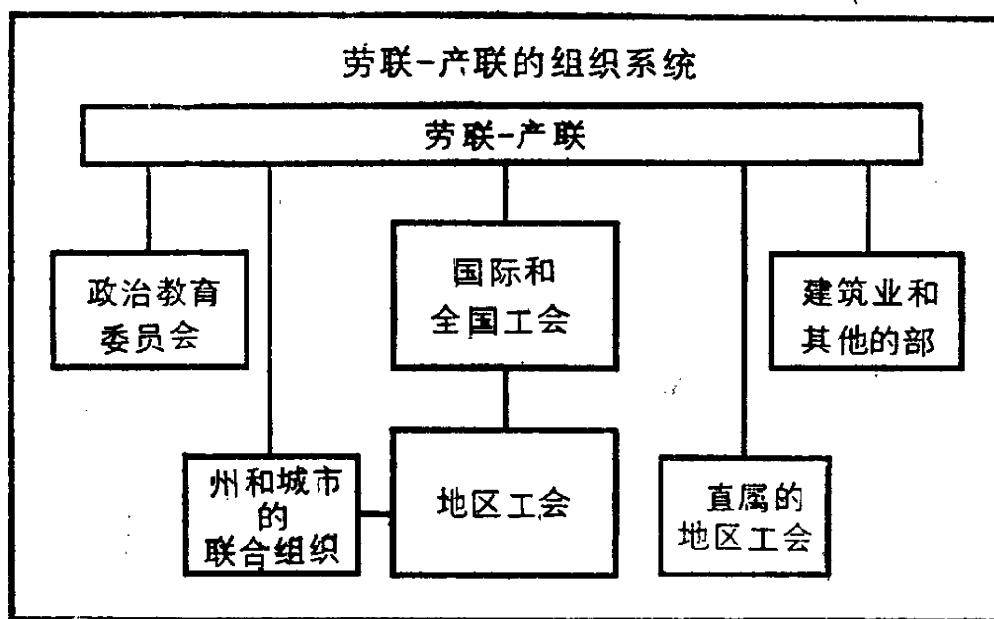 劳联-产联的组织系统
劳联-产联
政治教育
委员会
国际和
全国工会
建筑业和
其他的部
州和城市
的
联合组织
地区工会
直属的
地区工会